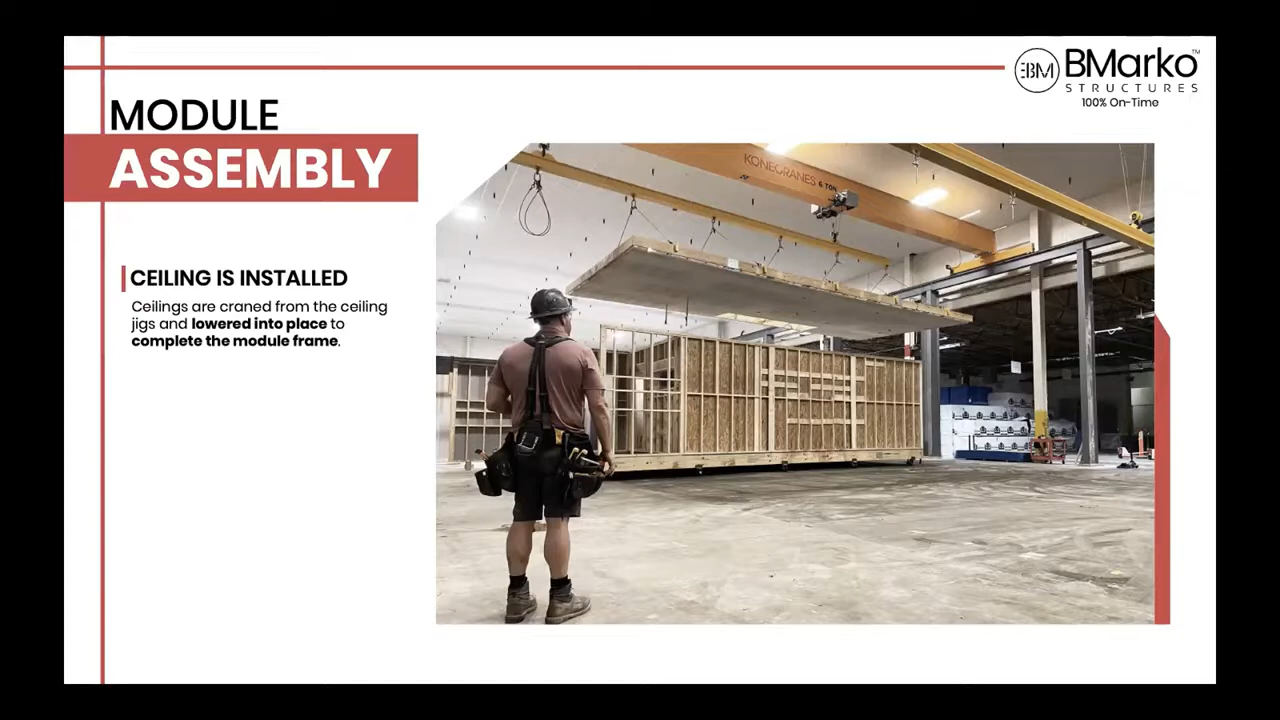 BM
BMarko™
STRUCTURES
100% On-Time
MODULE
ASSEMBLY
CEILING IS INSTALLED
Ceilings are craned from the ceiling
jigs and lowered into place to
complete the module frame.
KONECRANES 6 TON